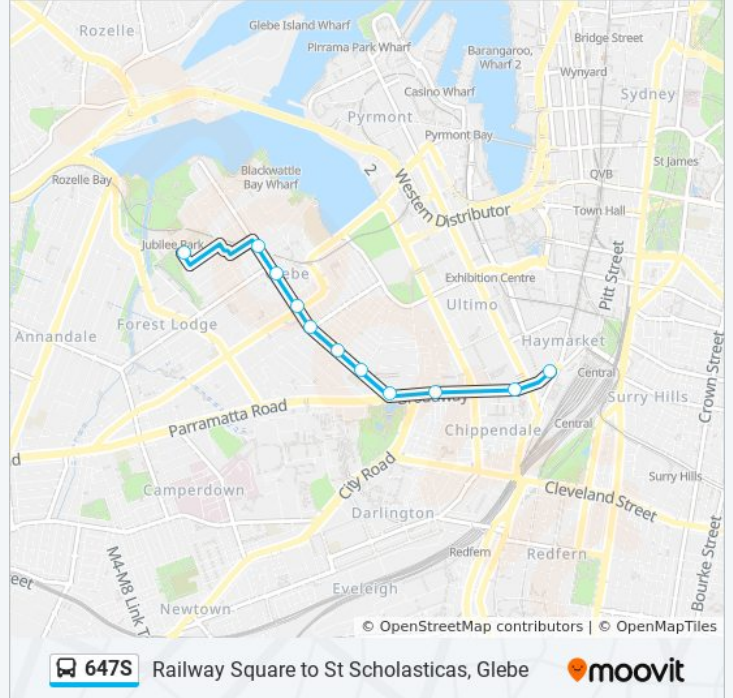 Rozelle
Glebe Island Wharf
Pirrama Park Wharf
Bridge Street
Barangaroo,
Wharf 2
Wynyard
Casino Wharf
Sydney
Pyrmont
Pyrmont Bay
St James
2
Blackwattle
Bay Wharf
QVB
Rozelle Bay
Western Distributor
Town Hall
Jubilee Park
Glebe
Exhibition Centre
Pitt Street
Ultimo
Annandale
Forest Lodge
Haymarket
Central
Crown Street
Surry Hills
Broadway
Parramatta Road
Central
Chippendale
d
City Road
Surry Hills
Camperdown
Cleveland Street
Darlington
Bourke Street
Redfern
Redfern
M4-M8 Link T
eet
Eveleigh
Newtown
© OpenStreetMap contributors | © OpenMapTiles
647S Railway Square to St Scholasticas, Glebe
moovit